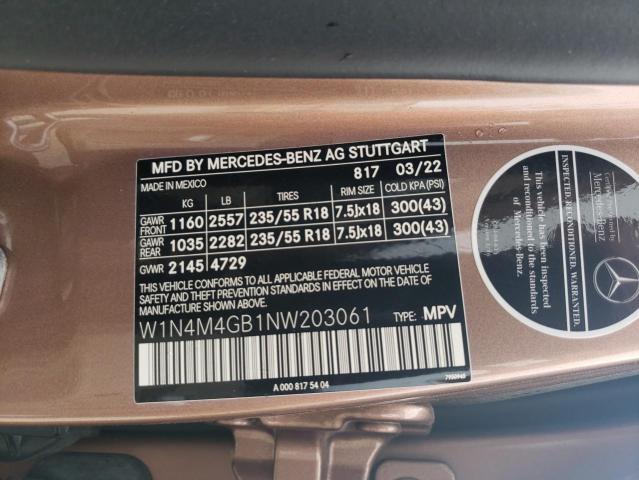 MFD BY MERCEDES-BENZ AG STUTTGART
MADE IN MEXICO 817 03/22
KG LB TIRES RIM SIZE COLD KPA (PSI)
GAWR FRONT 1160 2557 235/55 R18 7.5Jx18 300(43)
GAWR REAR 1035 2282 235/55 R18 7.5Jx18 300(43)
GVWR 2145 4729
THIS VEHICLE CONFORMS TO ALL APPLICABLE FEDERAL MOTOR VEHICLE
SAFETY AND THEFT PREVENTION STANDARDS IN EFFECT ON THE DATE OF
MANUFACTURE SHOWN ABOVE.
W1N4M4GB1NW203061 TYPE: MPV
A 000 817 54 04
7950945
INSPECTED. RECONDITIONED. WARRANTED.
This vehicle has been inspected
and reconditioned to the standards
of Mercedes-Benz.
Certified
Mercedes-Benz